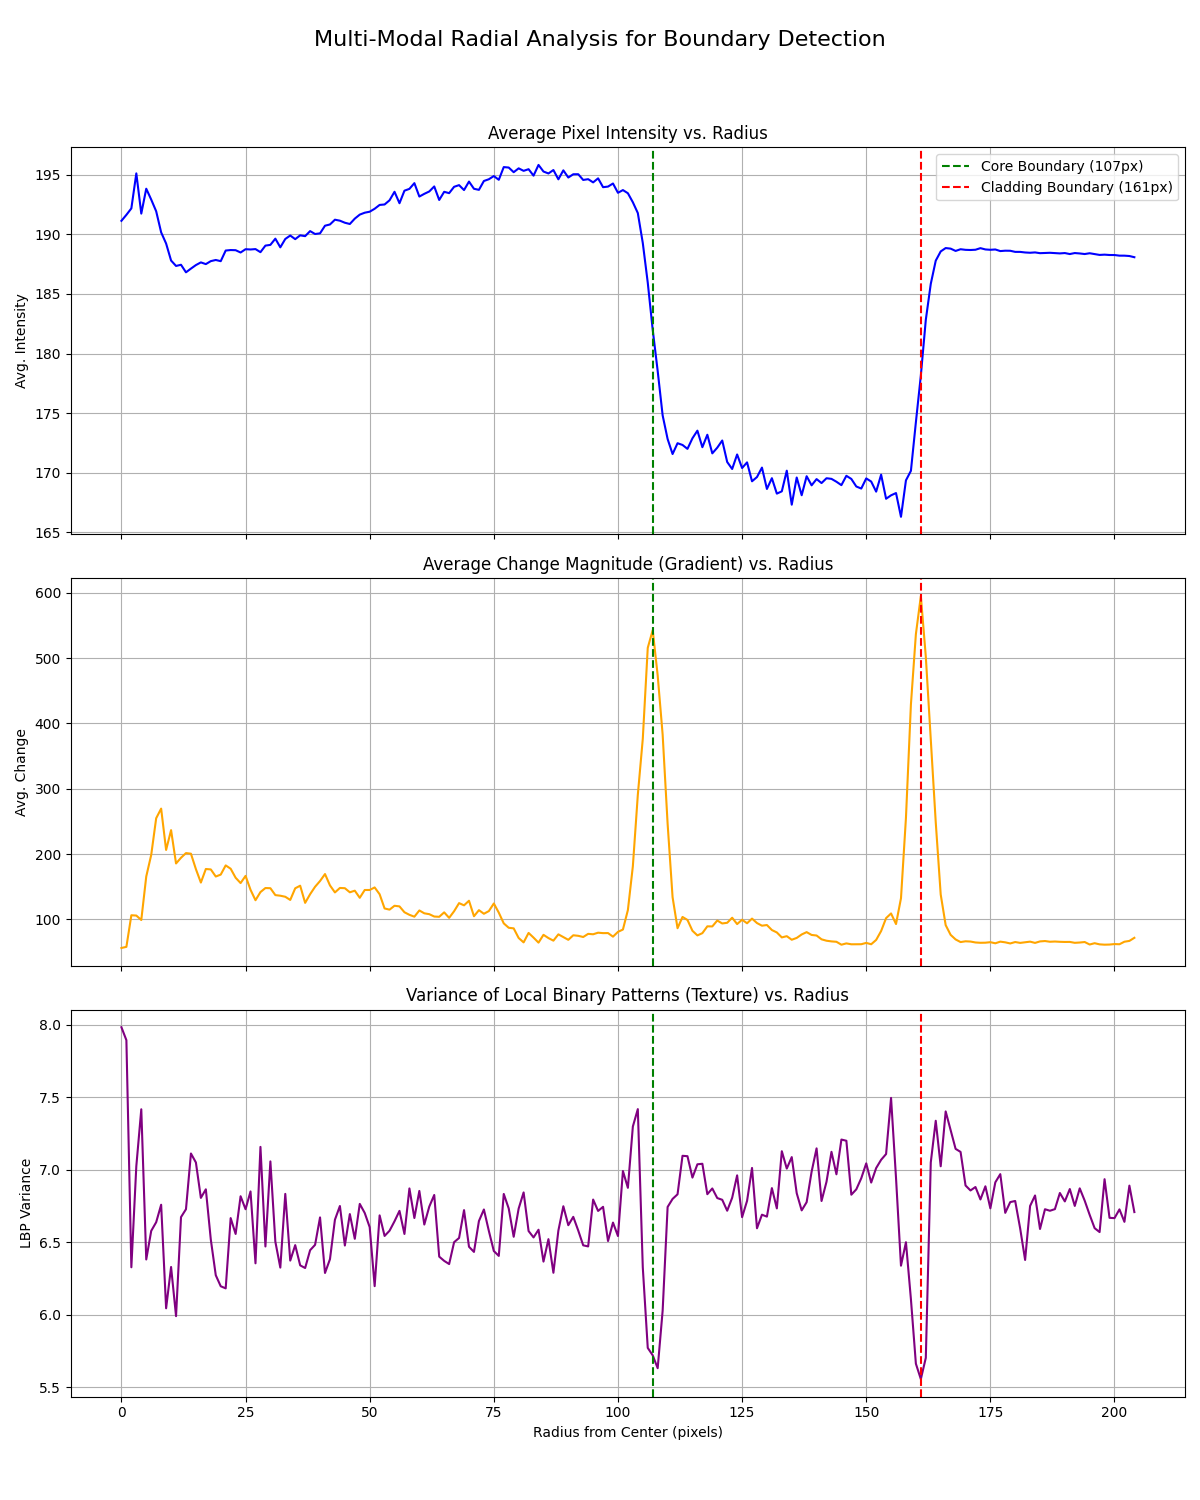 Multi-Modal Radial Analysis for Boundary Detection
Average Pixel Intensity vs. Radius
Core Boundary (107px)
Cladding Boundary (161px)
Avg. Intensity
195
190
185
180
175
170
165
Average Change Magnitude (Gradient) vs. Radius
Avg. Change
600
500
400
300
200
100
Variance of Local Binary Patterns (Texture) vs. Radius
LBP Variance
8.0
7.5
7.0
6.5
6.0
5.5
0 25 50 75 100 125 150 175 200
Radius from Center (pixels)